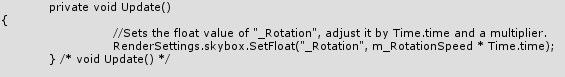 private void Update()
{
//Sets the float value of "_Rotation", adjust it by Time.time and a multiplier.
RenderSettings.skybox.SetFloat("_Rotation", m_RotationSpeed * Time.time);
} /* void Update() */